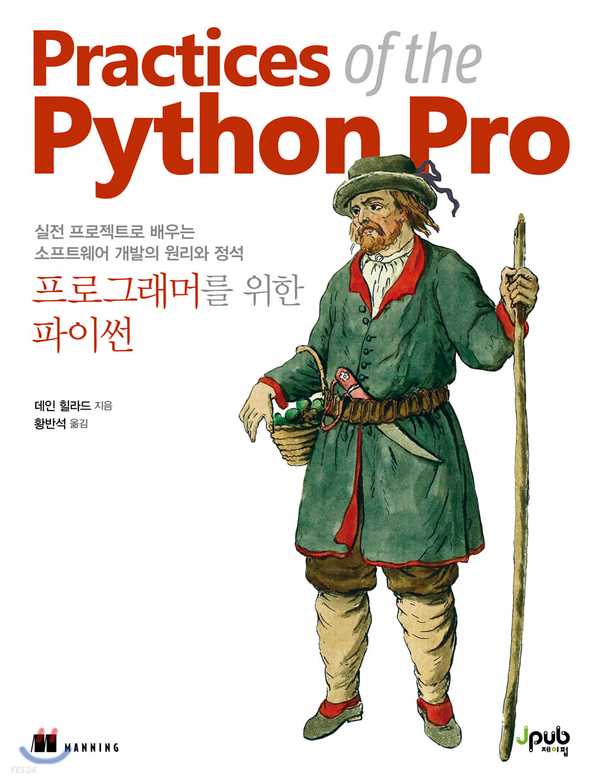 Practices of the
Python Pro
실전 프로젝트로 배우는
소프트웨어 개발의 원리와 정석
프로그래머를 위한
파이썬
데인 힐라드 지음
황반석 옮김
MANNING
YES24
Jpub
제이펍